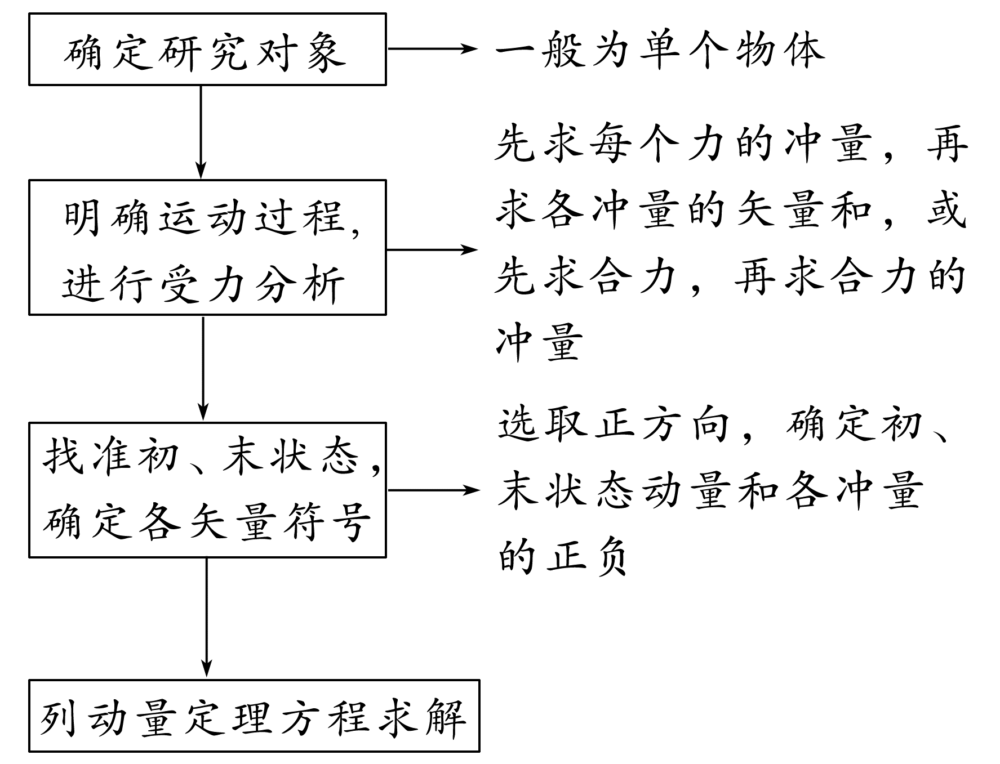 确定研究对象
一般为单个物体
明确运动过程,
进行受力分析
先求每个力的冲量，再
求各冲量的矢量和，或
先求合力，再求合力的
冲量
找准初、末状态，
确定各矢量符号
选取正方向，确定初、
末状态动量和各冲量
的正负
列动量定理方程求解